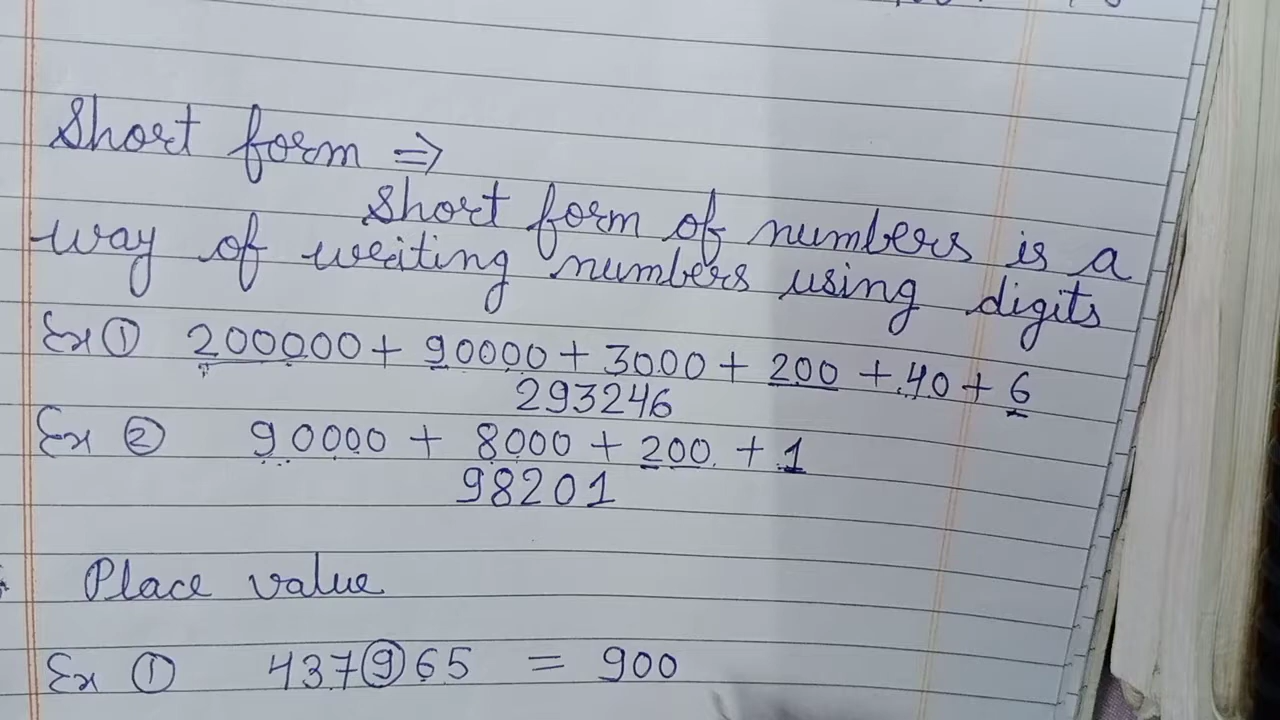 Short form ⇒
Short form of numbers is a
way of writing numbers using digits
Ex ① 200000 + 90000 + 3000 + 200 + 40 + 6
293246
Ex ② 90000 + 8000 + 200 + 1
98201
Place value
Ex ① 437965 = 900